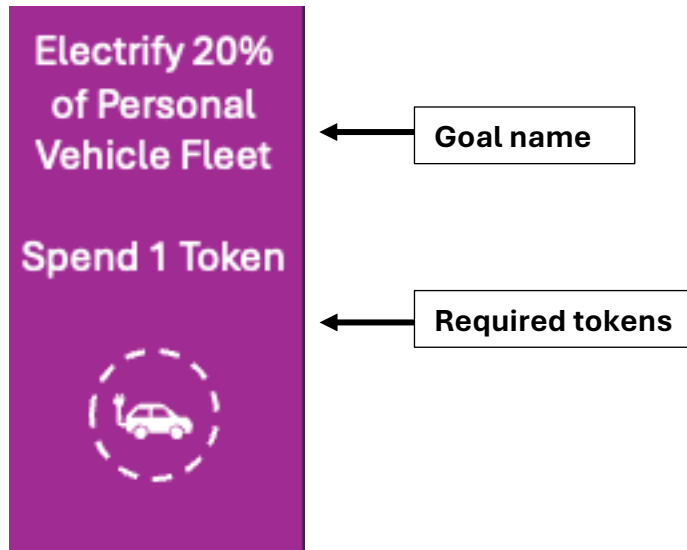 Electrify 20%
of Personal
Vehicle Fleet
Goal name
Spend 1 Token
Required tokens